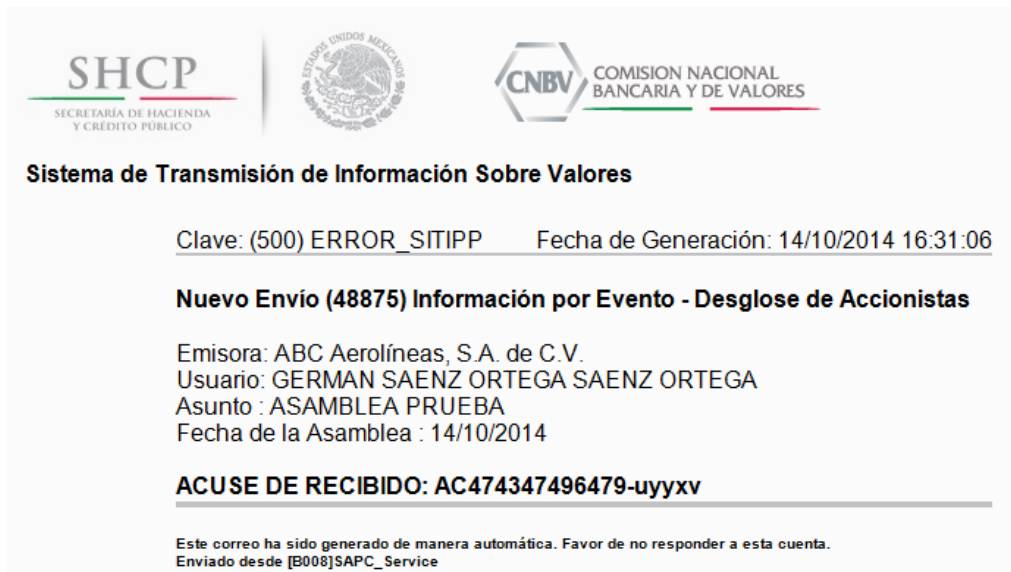 SHCP
SECRETARÍA DE HACIENDA
Y CRÉDITO PÚBLICO
ESTADOS UNIDOS MEXICANOS
CNBV
COMISION NACIONAL
BANCARIA Y DE VALORES
Sistema de Transmisión de Información Sobre Valores
Clave: (500) ERROR_SITIPP Fecha de Generación: 14/10/2014 16:31:06
Nuevo Envío (48875) Información por Evento - Desglose de Accionistas
Emisora: ABC Aerolíneas, S.A. de C.V.
Usuario: GERMAN SAENZ ORTEGA SAENZ ORTEGA
Asunto : ASAMBLEA PRUEBA
Fecha de la Asamblea : 14/10/2014
ACUSE DE RECIBIDO: AC474347496479-uyyxv
Este correo ha sido generado de manera automática. Favor de no responder a esta cuenta.
Enviado desde [B008]SAPC_Service